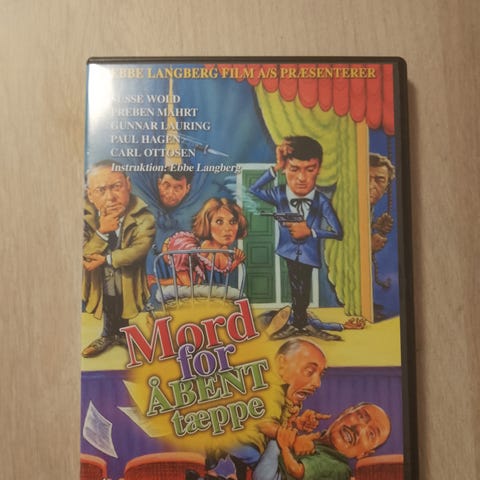 EBBE LANGBERG FILM A/S PRÆSENTERER
SUSSE WOLD
PREBEN MAHRT
GUNNAR LAURING
PAUL HAGEN
CARL OTTOSEN
Instruktion: Ebbe Langberg
Mord
for
ÅBENT
tæppe